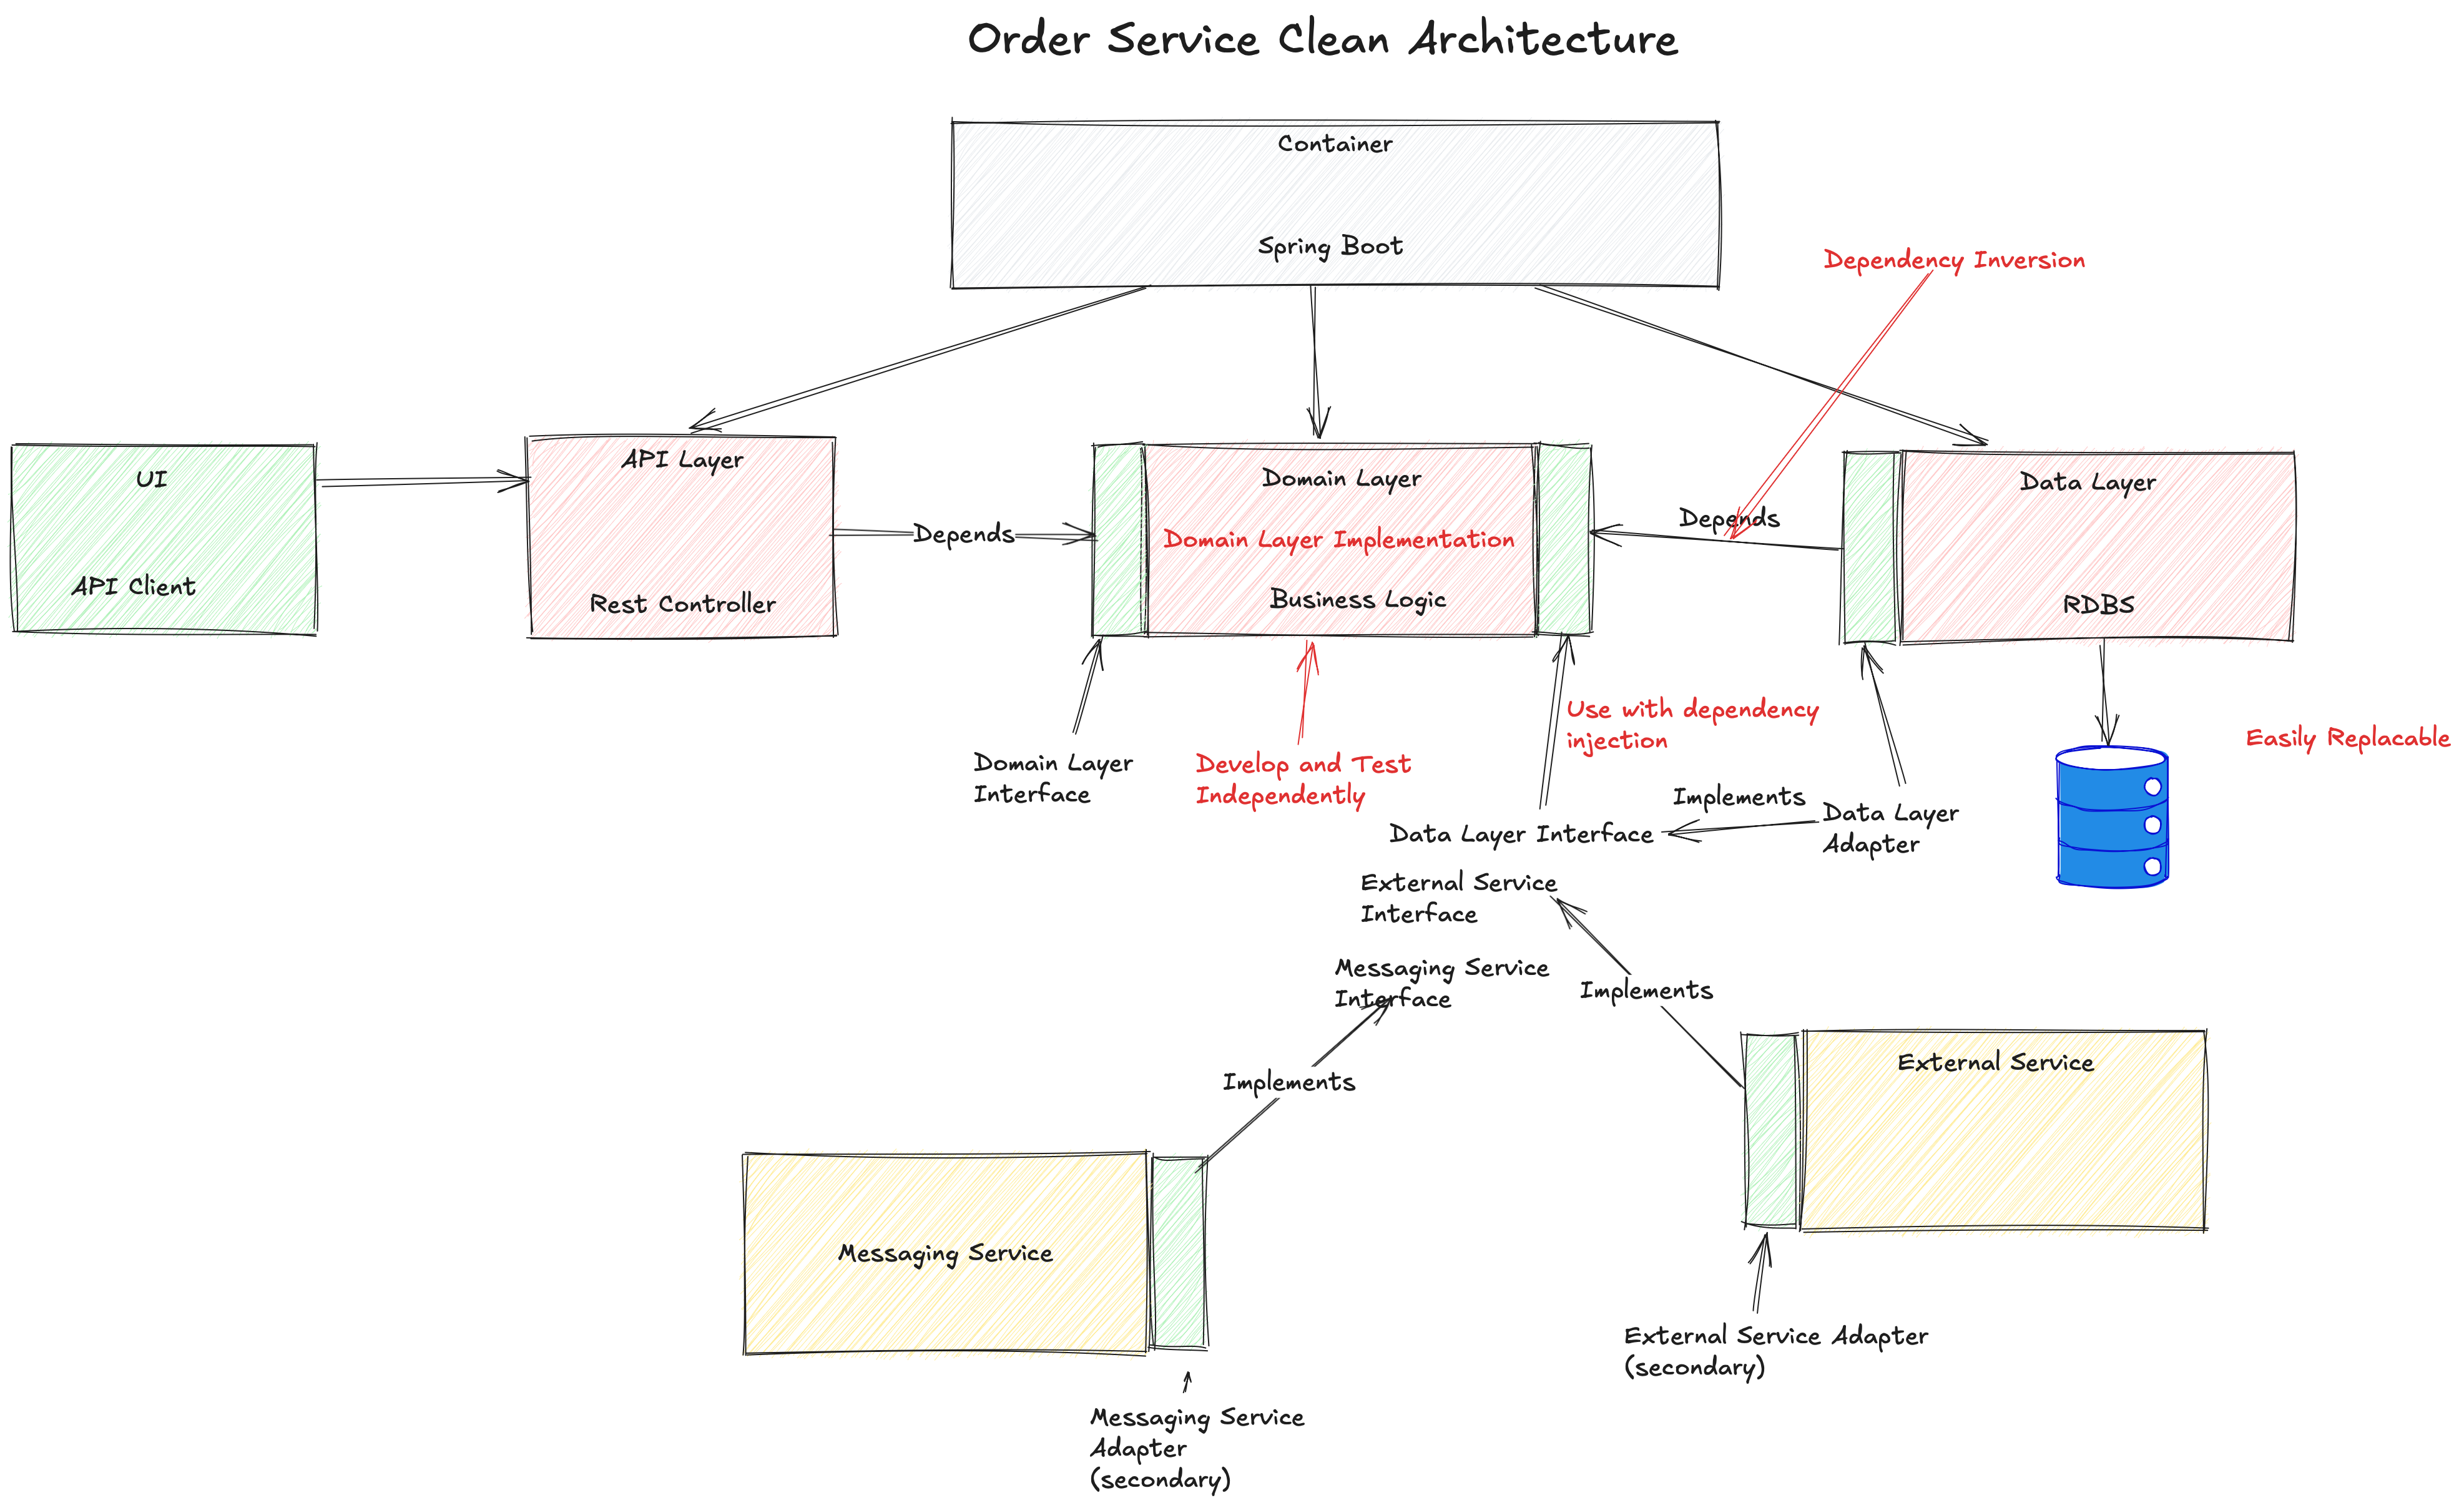 Order Service Clean Architecture
Container
Spring Boot
Dependency Inversion
UI
API Client
API Layer
Rest Controller
Depends
Domain Layer
Domain Layer Implementation
Business Logic
Depends
Data Layer
RDBS
Domain Layer
Interface
Develop and Test
Independently
Use with dependency
injection
Easily Replacable
Data Layer Interface
Implements
Data Layer
Adapter
External Service
Interface
Messaging Service
Interface
Implements
Implements
External Service
Messaging Service
External Service Adapter
(secondary)
Messaging Service
Adapter
(secondary)